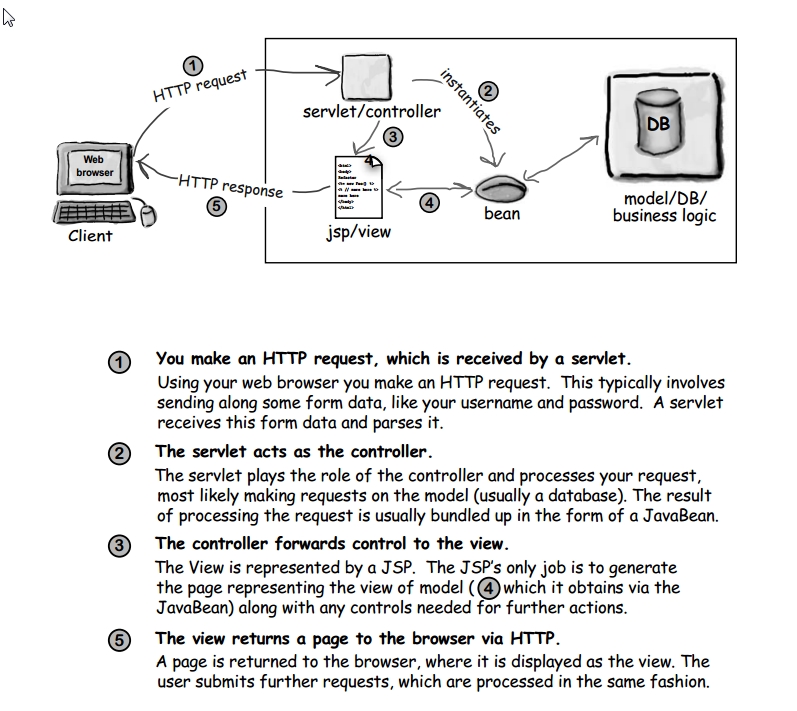 1
HTTP request
servlet/controller
instantiates
2
3
DB
Web
browser
HTTP response
5
Client
<html>
<body>
</body>
</html>
4
jsp/view
bean
model/DB/
business logic
1 You make an HTTP request, which is received by a servlet.
Using your web browser you make an HTTP request. This typically involves
sending along some form data, like your username and password. A servlet
receives this form data and parses it.
2 The servlet acts as the controller.
The servlet plays the role of the controller and processes your request,
most likely making requests on the model (usually a database). The result
of processing the request is usually bundled up in the form of a JavaBean.
3 The controller forwards control to the view.
The View is represented by a JSP. The JSP's only job is to generate
the page representing the view of model ( 4 which it obtains via the
JavaBean) along with any controls needed for further actions.
5 The view returns a page to the browser via HTTP.
A page is returned to the browser, where it is displayed as the view. The
user submits further requests, which are processed in the same fashion.